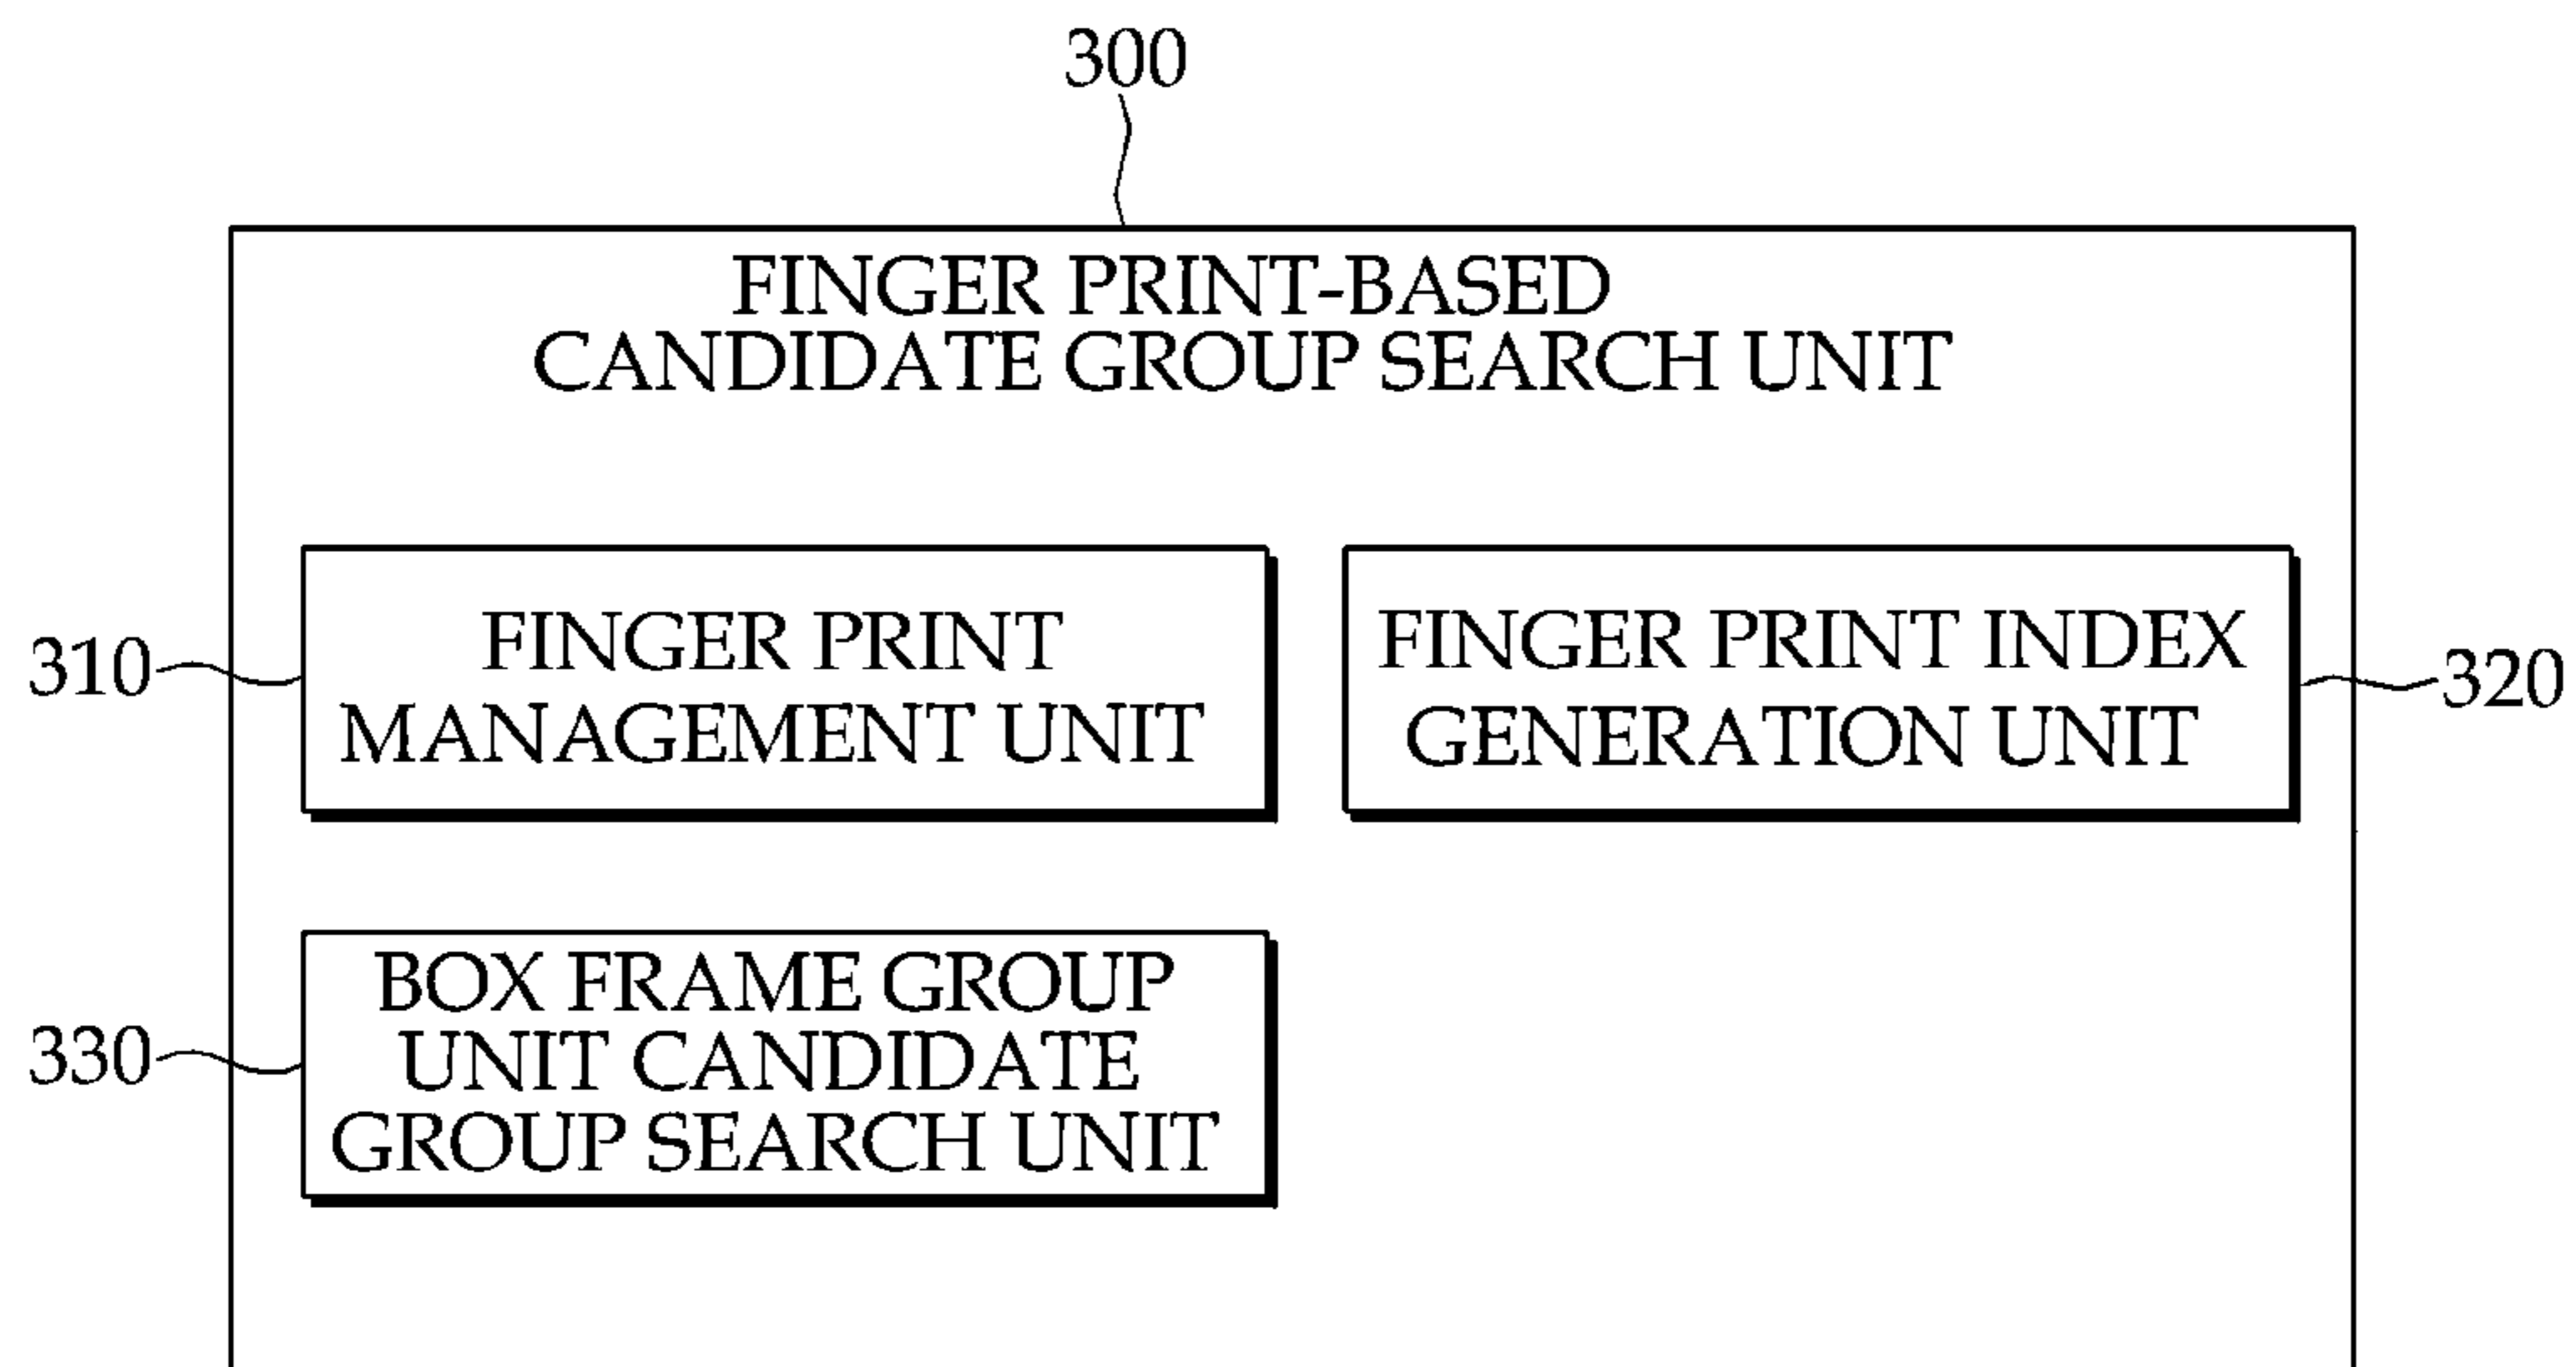 300
FINGER PRINT-BASED
CANDIDATE GROUP SEARCH UNIT
310
FINGER PRINT
MANAGEMENT UNIT
FINGER PRINT INDEX
GENERATION UNIT
320
330
BOX FRAME GROUP
UNIT CANDIDATE
GROUP SEARCH UNIT